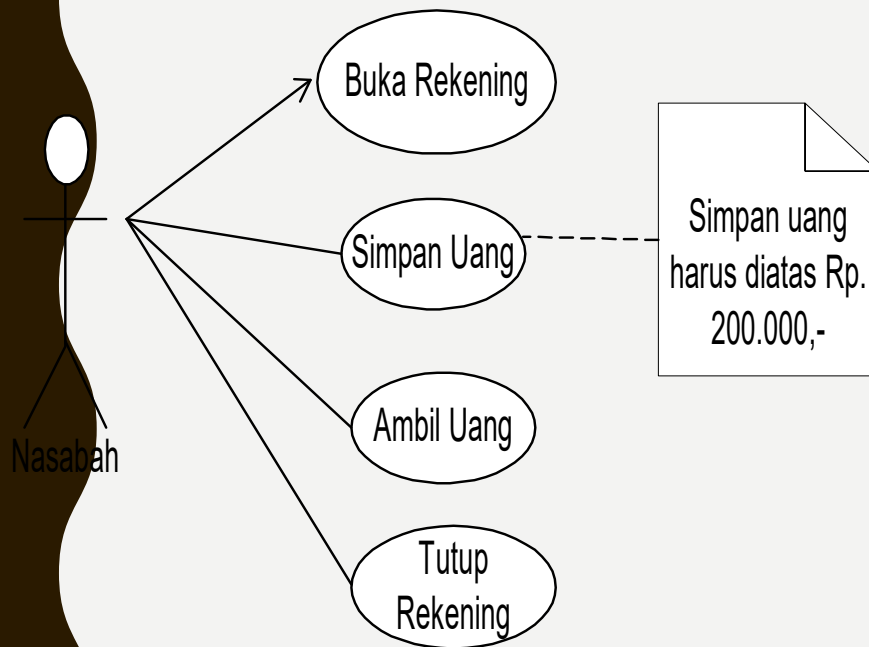 Buka Rekening
Simpan Uang
Simpan uang
harus diatas Rp.
200.000,-
Ambil Uang
Nasabah
Tutup
Rekening